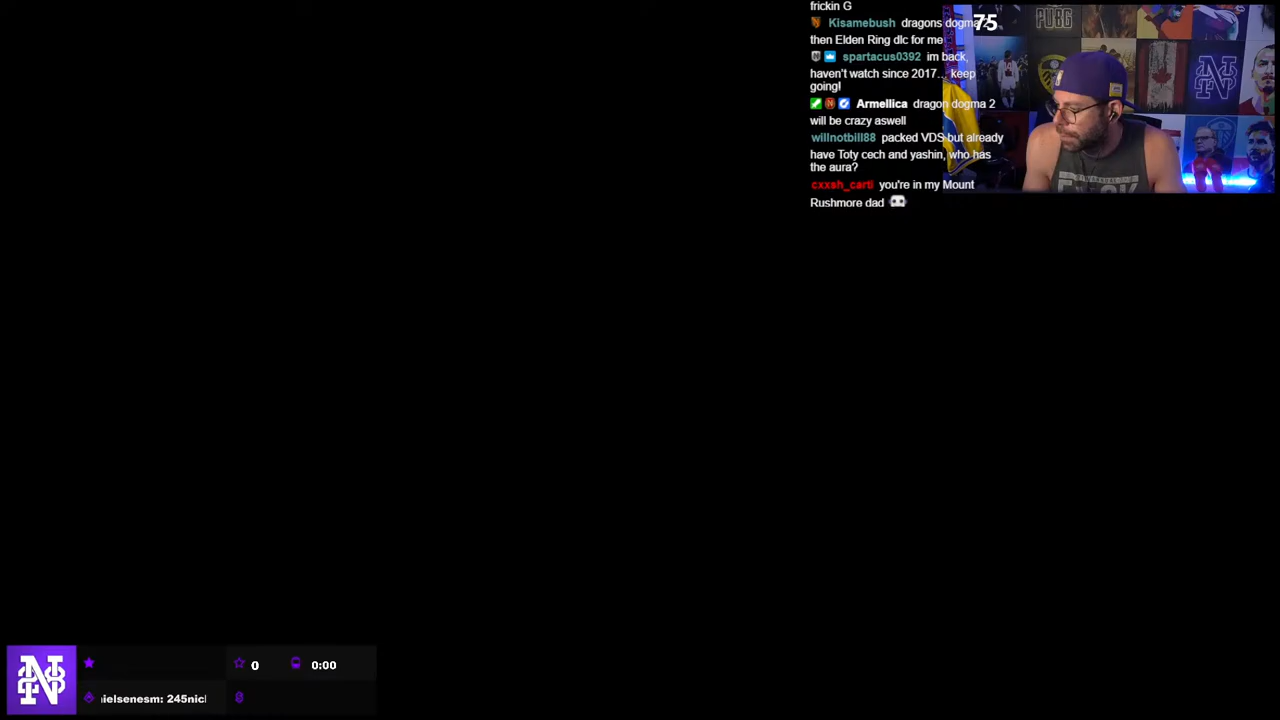 frickin G
Kisamebush dragons dogma 2
then Elden Ring dlc for me
spartacus0392 im back,
haven't watch since 2017... keep
going!
Armellica dragon dogma 2
will be crazy aswell
willnotbill88 packed VDS but already
have Toty cech and yashin, who has
the aura?
cxxsh_carti you're in my Mount
Rushmore dad
75
PUBG
0
0:00
ielsenesm: 245nicl